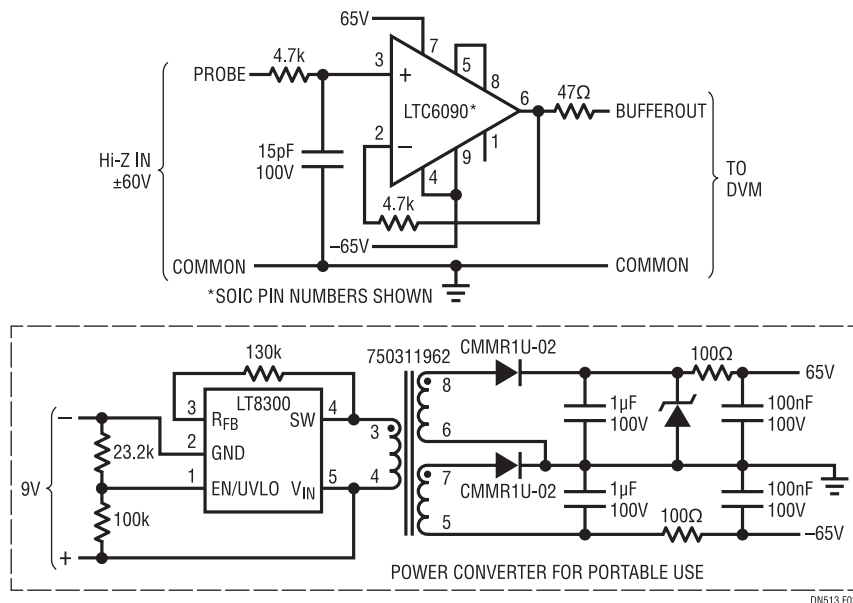 65V
7
4.7k
3
5
PROBE
+
8
LTC6090*
6
47Ω
BUFFEROUT
2
–
1
9
15pF
100V
4
Hi-Z IN
±60V
TO
DVM
4.7k
–65V
COMMON
COMMON
*SOIC PIN NUMBERS SHOWN
CMMR1U-02
130k
750311962
100Ω
65V
8
LT8300
3
RFB
SW
4
3
1µF
100V
100nF
100V
–
2
GND
6
23.2k
4
7
9V
1
EN/UVLO
VIN
5
CMMR1U-02
100k
1µF
100V
100nF
100V
5
100Ω
+
–65V
POWER CONVERTER FOR PORTABLE USE